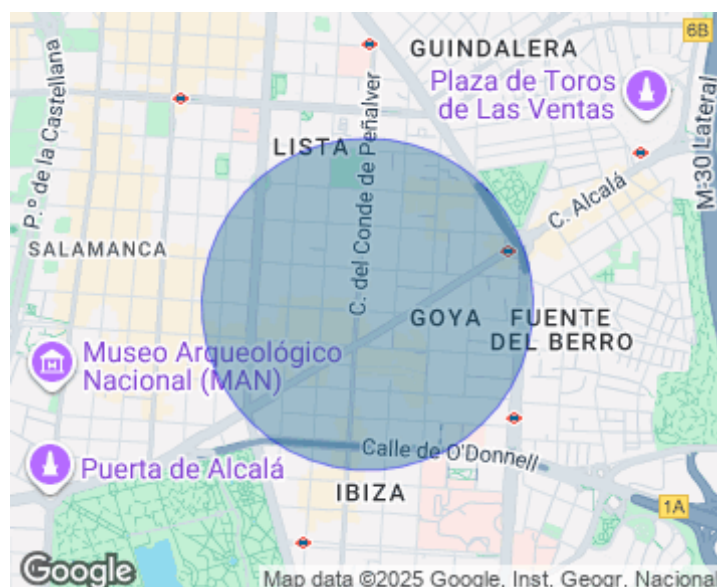 6B
GUINDALERA
Plaza de Toros
de Las Ventas
P.º de la Castellana
C. del Conde de Peñalver
M-30 Lateral
LISTA
C. Alcalá
SALAMANCA
GOYA
FUENTE
DEL BERRO
Museo Arqueológico
Nacional (MAN)
Calle de O'Donnell
Puerta de Alcalá
IBIZA
1A
Google
Map data ©2025 Google, Inst. Geogr. Nacional